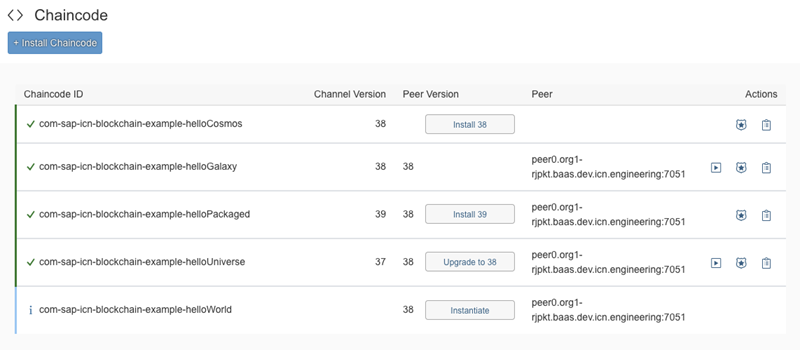 Chaincode
+ Install Chaincode
Chaincode ID Channel Version Peer Version Peer Actions
com-sap-icn-blockchain-example-helloCosmos 38 Install 38
com-sap-icn-blockchain-example-helloGalaxy 38 38 peer0.org1-
rjpkt.baas.dev.icn.engineering:7051
com-sap-icn-blockchain-example-helloPackaged 39 38 Install 39 peer0.org1-
rjpkt.baas.dev.icn.engineering:7051
com-sap-icn-blockchain-example-helloUniverse 37 38 Upgrade to 38 peer0.org1-
rjpkt.baas.dev.icn.engineering:7051
com-sap-icn-blockchain-example-helloWorld 38 Instantiate peer0.org1-
rjpkt.baas.dev.icn.engineering:7051